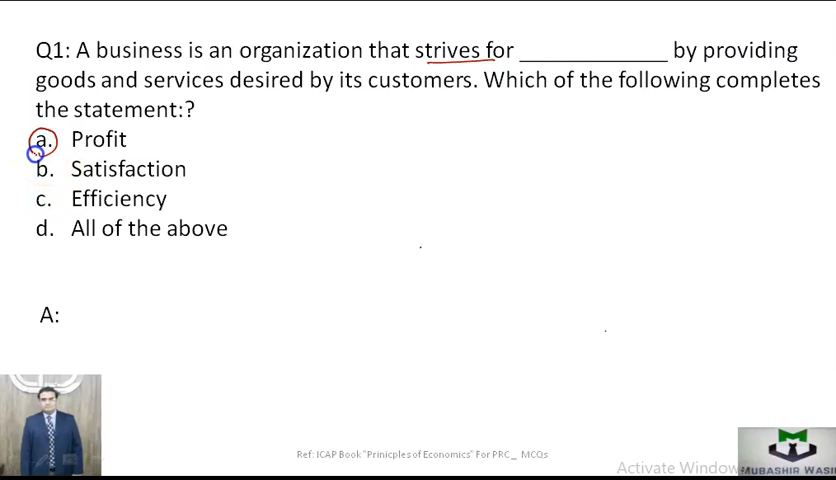 Q1: A business is an organization that strives for _____________ by providing
goods and services desired by its customers. Which of the following completes
the statement:?
a. Profit
b. Satisfaction
c. Efficiency
d. All of the above
A:
Ref: ICAP Book "Prinicples of Economics" For PRC_ MCQs
Activate Window
MUBASHIR WASI